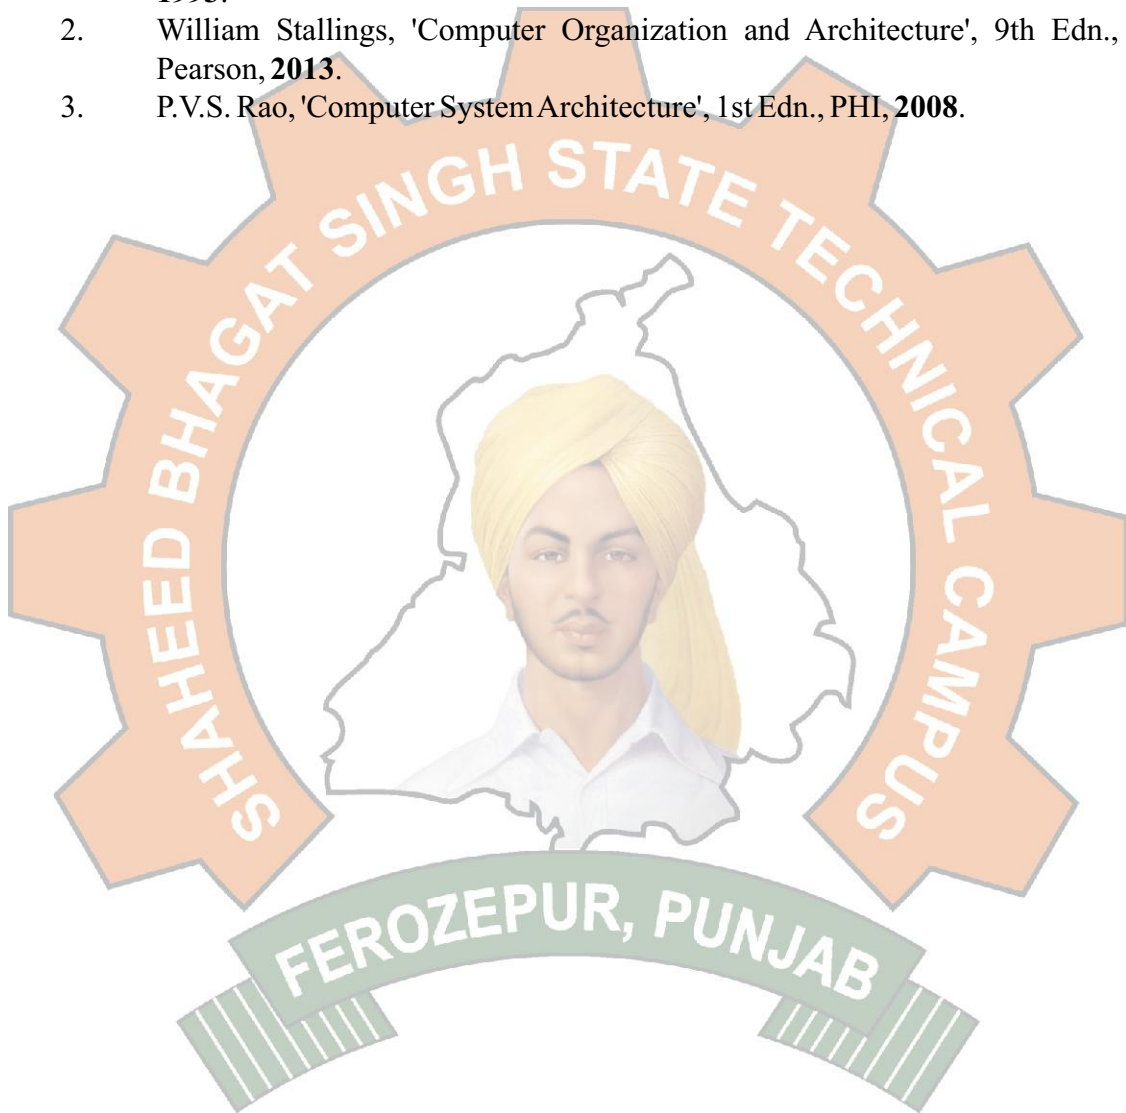 2. William Stallings, 'Computer Organization and Architecture', 9th Edn.,
Pearson, 2013.
3. P.V.S. Rao, 'Computer System Architecture', 1st Edn., PHI, 2008.
SHAHEED BHAGAT SINGH STATE TECHNICAL CAMPUS
FEROZEPUR, PUNJAB